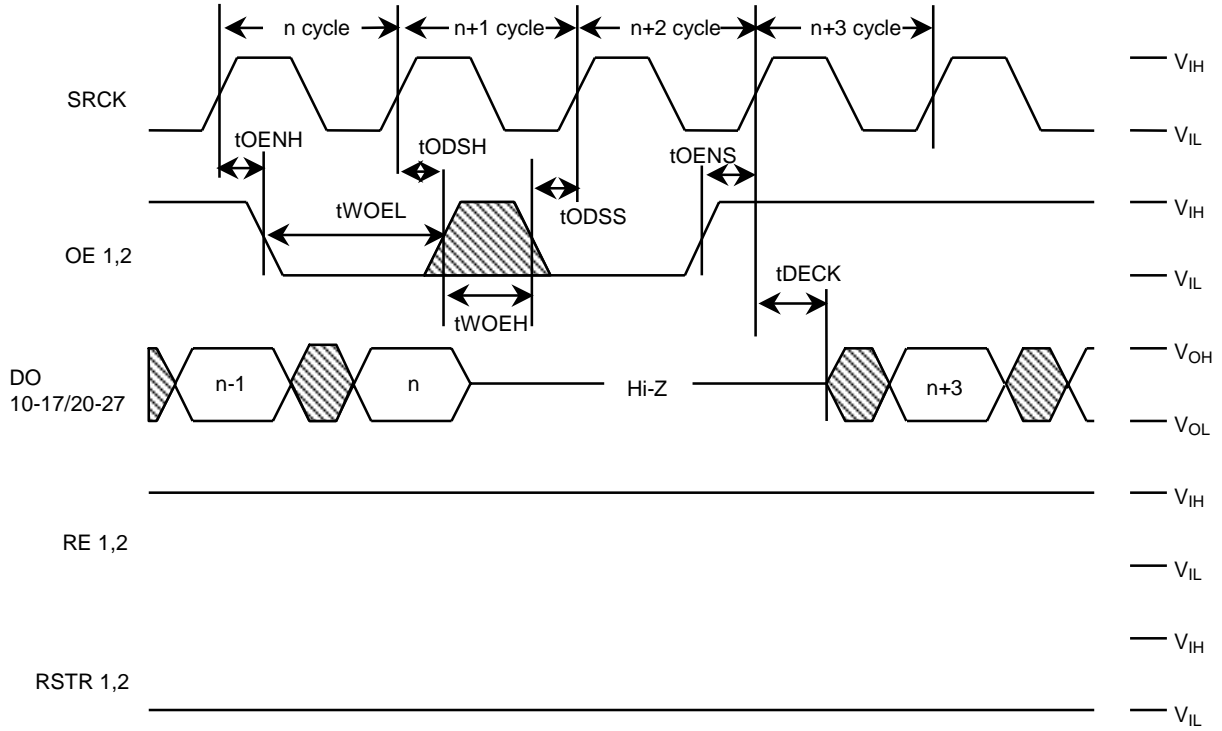 n cycle n+1 cycle n+2 cycle n+3 cycle
VIH
SRCK
VIL
tOENH tODSH tOENS
tWOEL tODSS VIH
OE 1,2
tDECK VIL
tWOEH
VOH
DO
10-17/20-27
n-1 n Hi-Z n+3
VOL
VIH
RE 1,2
VIL
VIH
RSTR 1,2
VIL